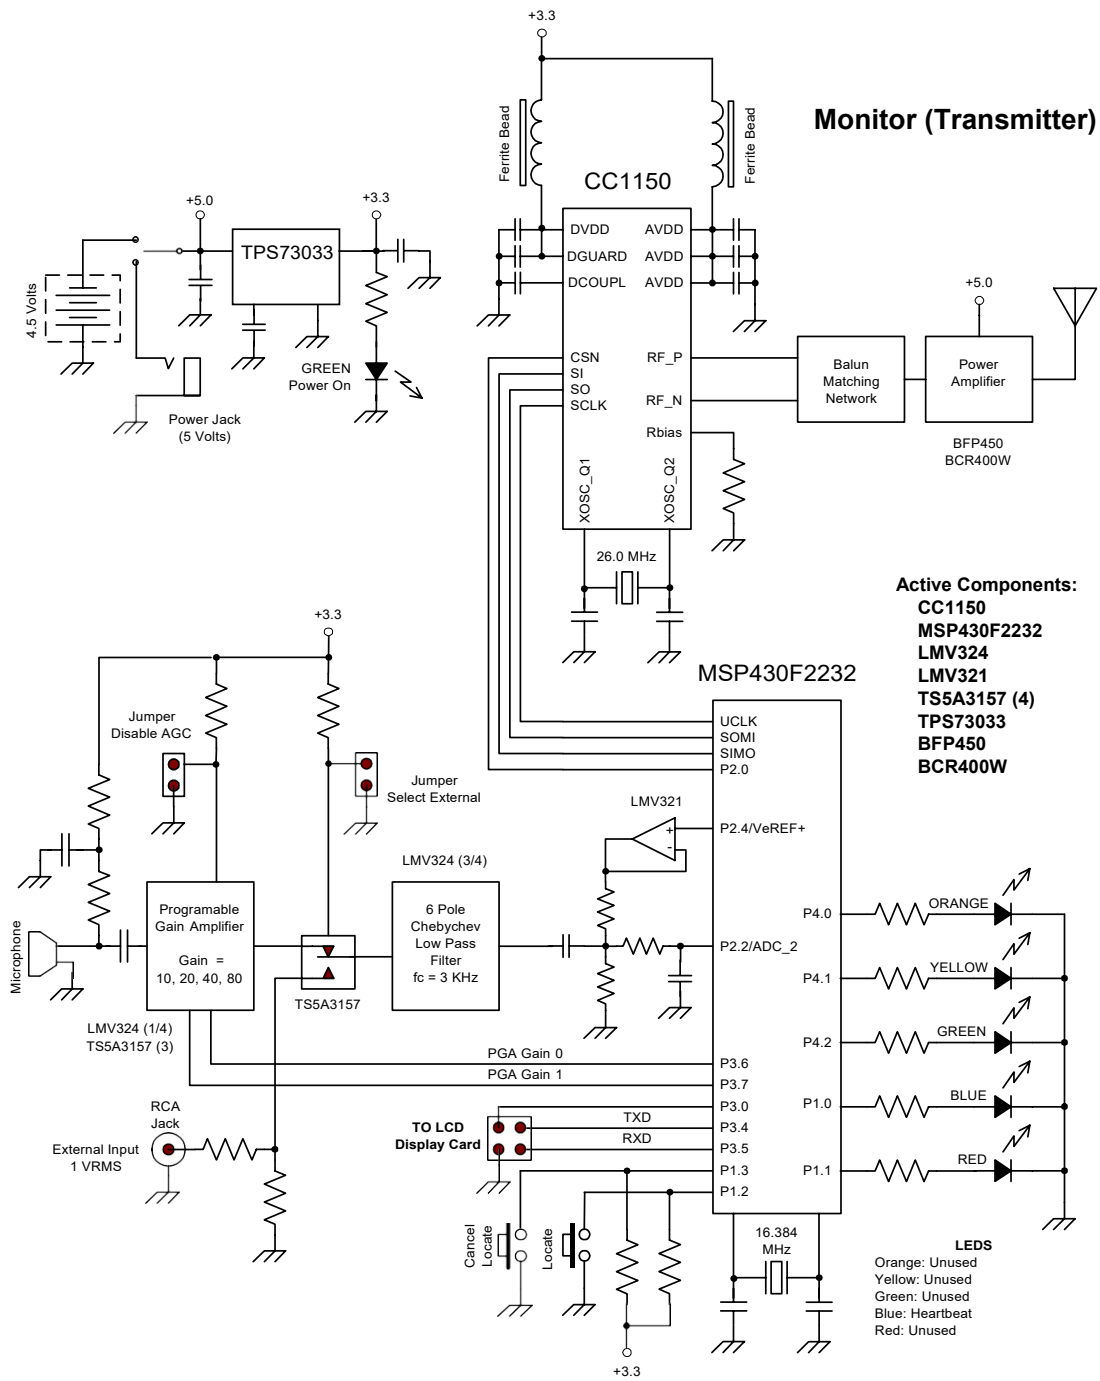 +3.3
Monitor (Transmitter)
Ferrite Bead
Ferrite Bead
CC1150
+5.0
+3.3
TPS73033
4.5 Volts
GREEN
Power On
Power Jack
(5 Volts)
DVDD
DGUARD
DCOUPL
AVDD
AVDD
AVDD
CSN
SI
SO
SCLK
RF_P
RF_N
Rbias
XOSC_Q1
XOSC_Q2
26.0 MHz
Balun
Matching
Network
+5.0
Power
Amplifier
BFP450
BCR400W
Active Components:
CC1150
MSP430F2232
LMV324
LMV321
TS5A3157 (4)
TPS73033
BFP450
BCR400W
+3.3
Jumper
Disable AGC
Jumper
Select External
Microphone
Programable
Gain Amplifier
Gain =
10, 20, 40, 80
LMV324 (1/4)
TS5A3157 (3)
TS5A3157
LMV324 (3/4)
6 Pole
Chebychev
Low Pass
Filter
fc = 3 KHz
LMV321
+
-
MSP430F2232
UCLK
SOMI
SIMO
P2.0
P2.4/VeREF+
P2.2/ADC_2
P3.6
P3.7
P3.0
P3.4
P3.5
P1.3
P1.2
P4.0
P4.1
P4.2
P1.0
P1.1
ORANGE
YELLOW
GREEN
BLUE
RED
PGA Gain 0
PGA Gain 1
TO LCD
Display Card
TXD
RXD
RCA
Jack
External Input
1 VRMS
Cancel
Locate
Locate
+3.3
16.384
MHz
LEDS
Orange: Unused
Yellow: Unused
Green: Unused
Blue: Heartbeat
Red: Unused